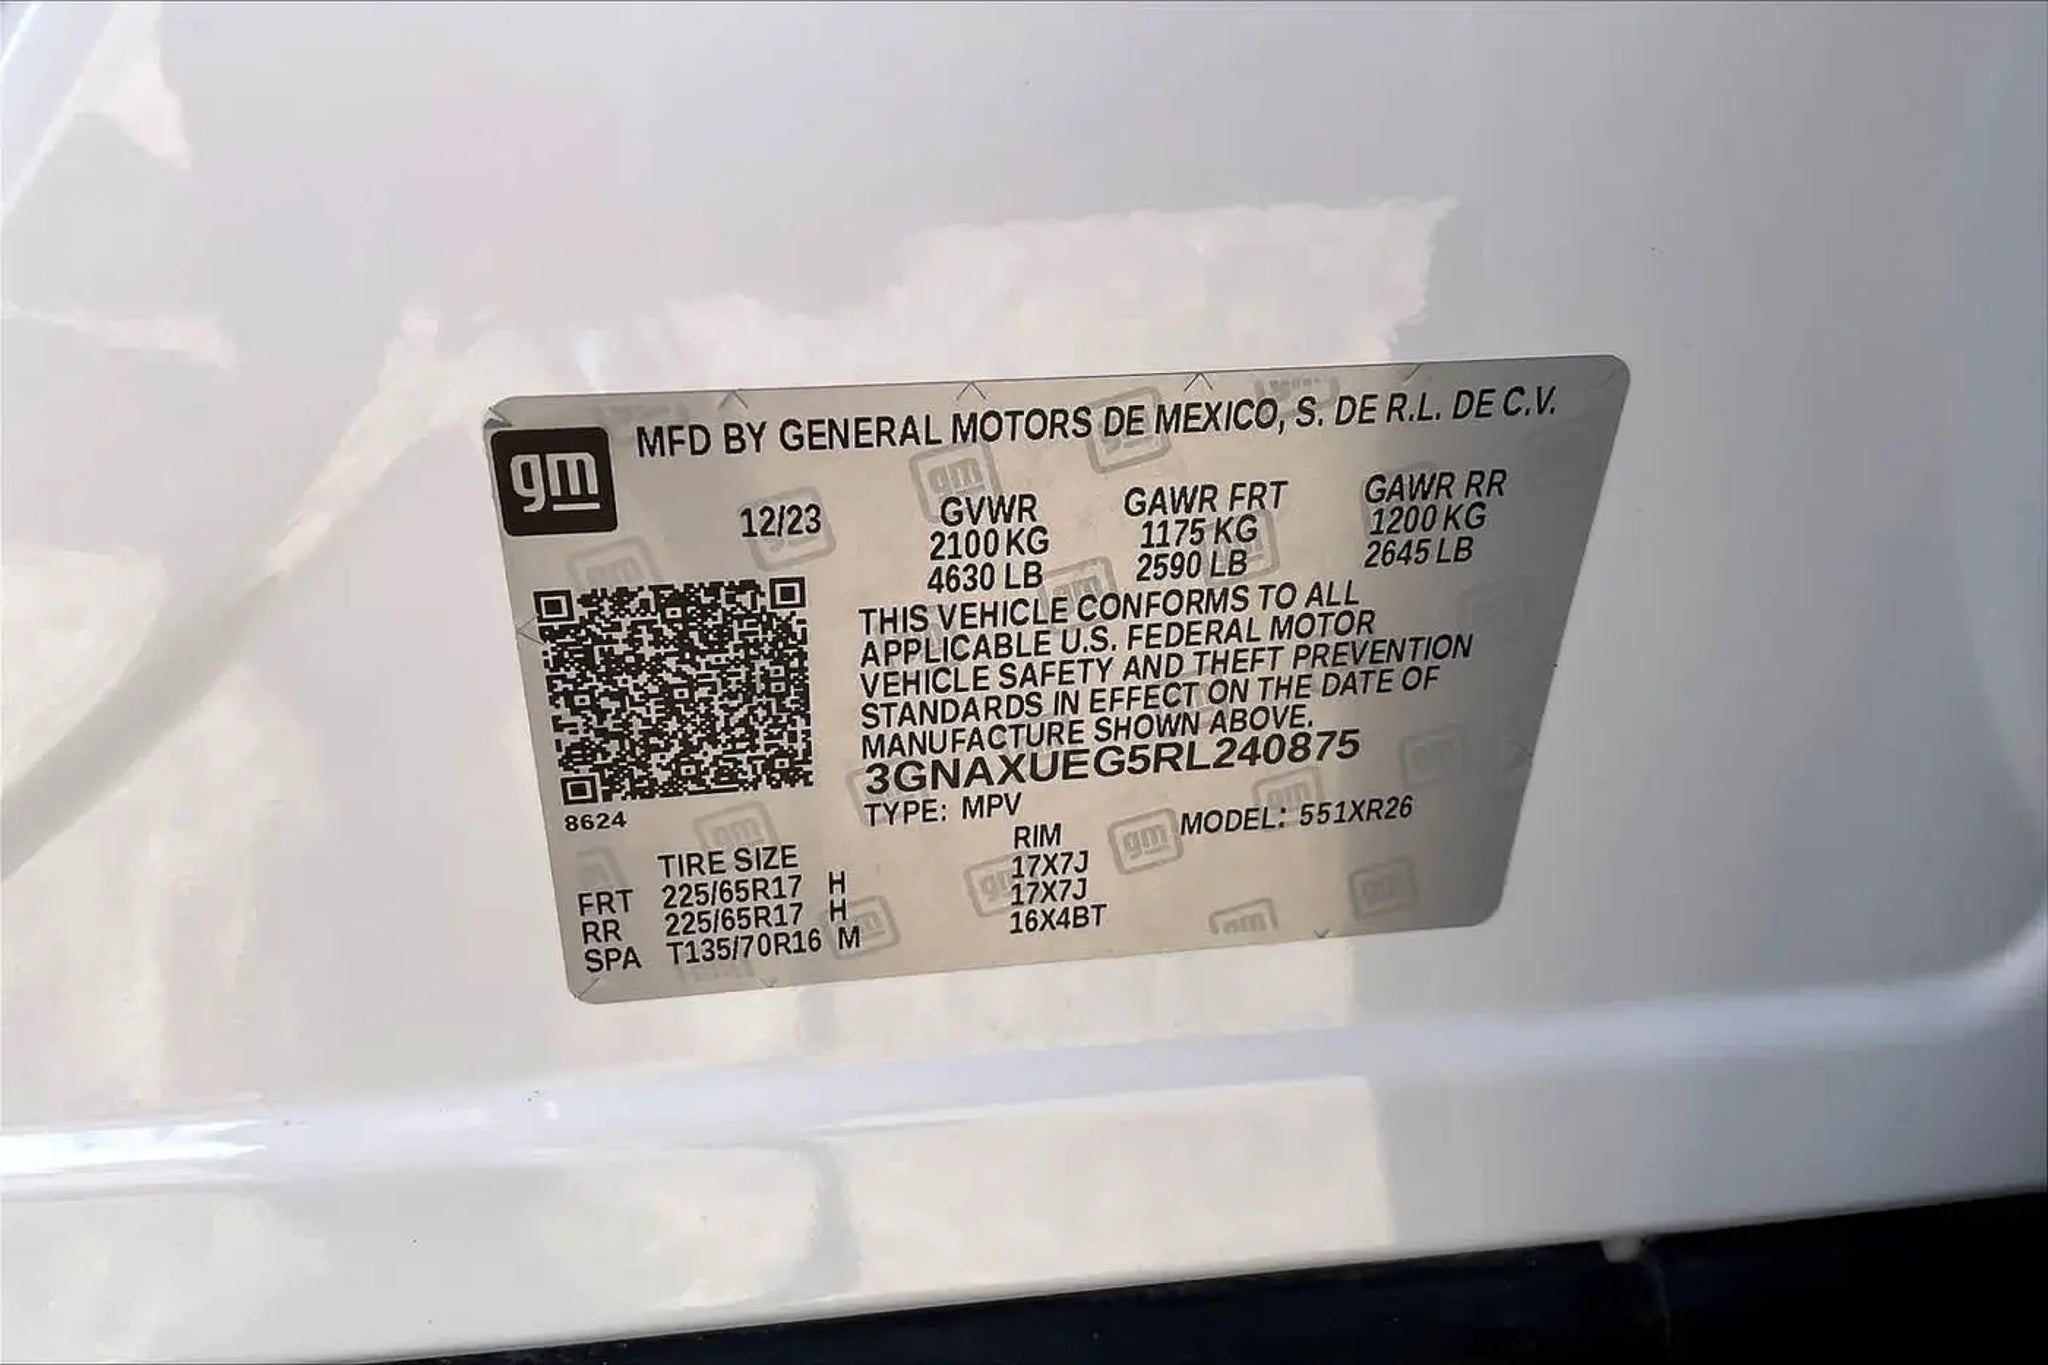 gm
MFD BY GENERAL MOTORS DE MEXICO, S. DE R.L. DE C.V.
12/23
GVWR
2100 KG
4630 LB
GAWR FRT
1175 KG
2590 LB
GAWR RR
1200 KG
2645 LB
THIS VEHICLE CONFORMS TO ALL
APPLICABLE U.S. FEDERAL MOTOR
VEHICLE SAFETY AND THEFT PREVENTION
STANDARDS IN EFFECT ON THE DATE OF
MANUFACTURE SHOWN ABOVE.
3GNAXUEG5RL240875
TYPE: MPV MODEL: 551XR26
8624
TIRE SIZE RIM
FRT 225/65R17 H 17X7J
RR 225/65R17 H 17X7J
SPA T135/70R16 M 16X4BT